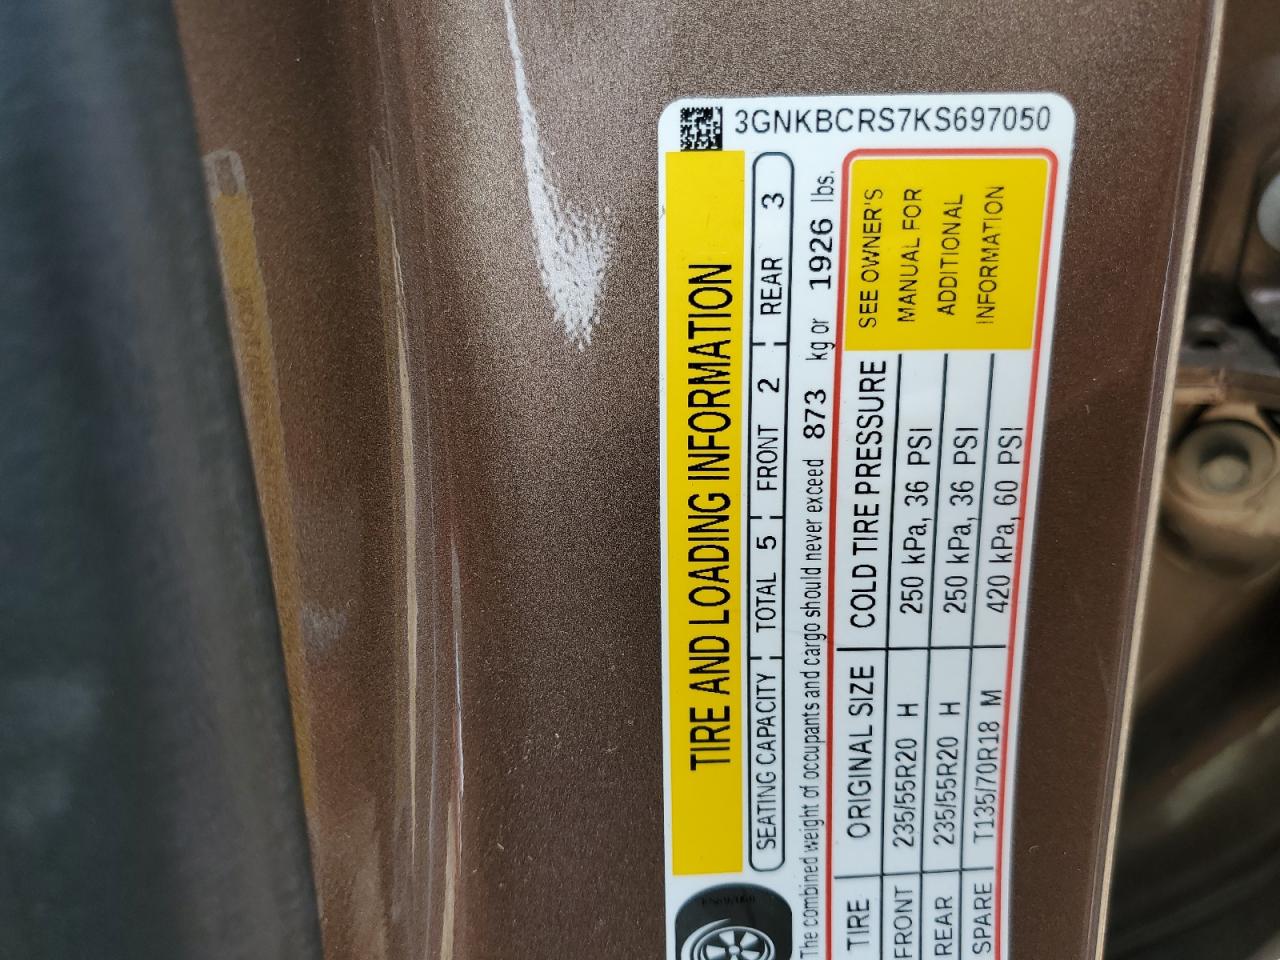 3GNKBCRS7KS697050
TIRE AND LOADING INFORMATION
SEATING CAPACITY TOTAL 5 FRONT 2 REAR 3
The combined weight of occupants and cargo should never exceed 873 kg or 1926 lbs.
TIRE ORIGINAL SIZE COLD TIRE PRESSURE
FRONT 235/55R20 H 250 kPa, 36 PSI
REAR 235/55R20 H 250 kPa, 36 PSI
SPARE T135/70R18 M 420 kPa, 60 PSI
SEE OWNER'S
MANUAL FOR
ADDITIONAL
INFORMATION